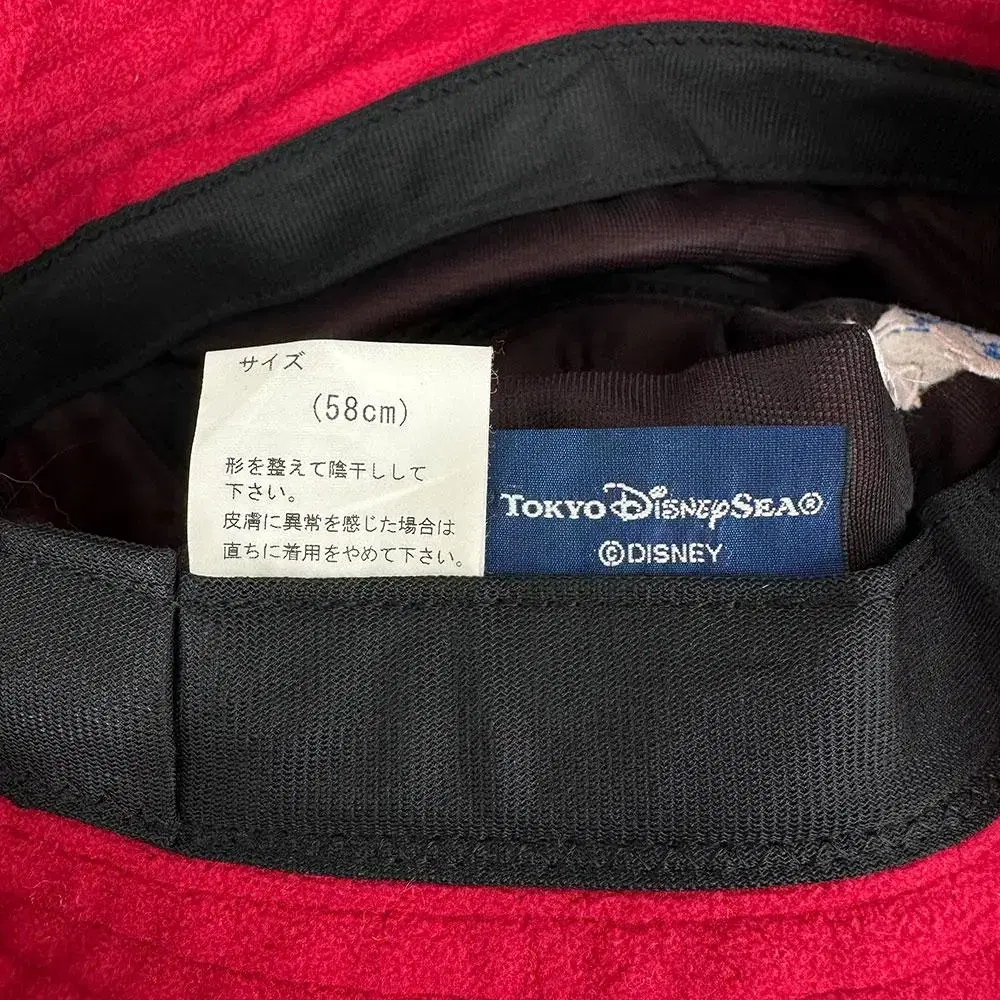 サイズ
(58cm)
形を整えて陰干しして
下さい。
皮膚に異常を感じた場合は
直ちに着用をやめて下さい。
TOKYO DISNEYSEA®
©DISNEY